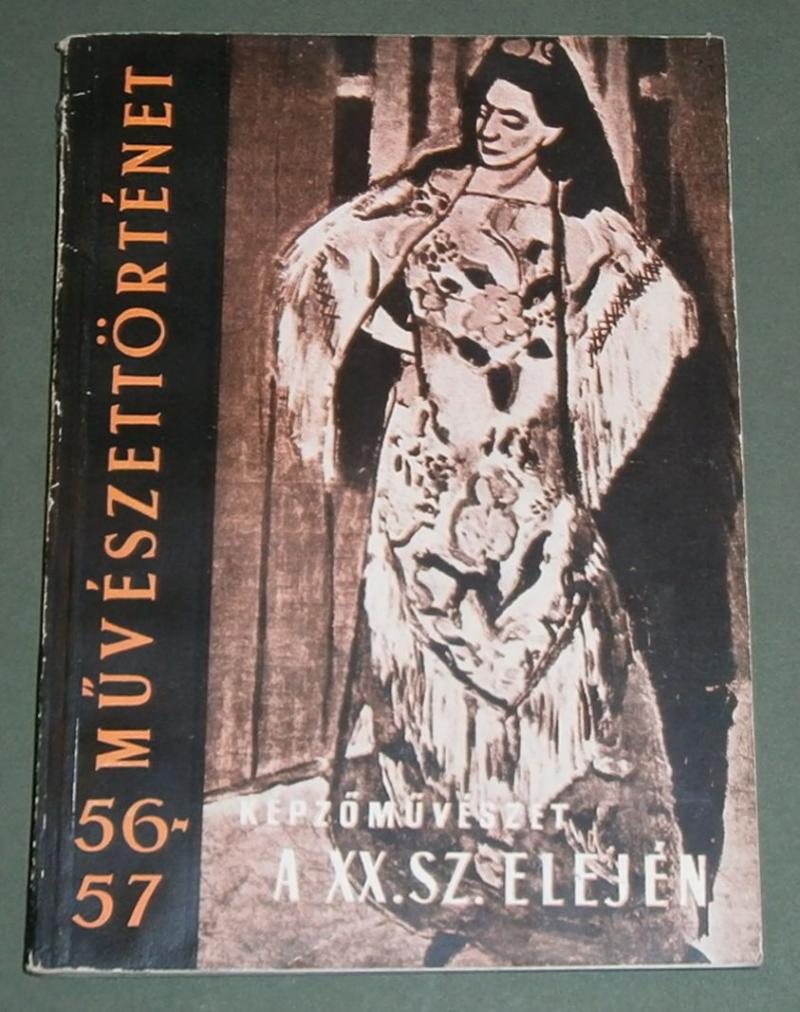 MŰVÉSZETTÖRTÉNET
56-
57
KÉPZŐMŰVÉSZET
A XX.SZ. ELEJÉN